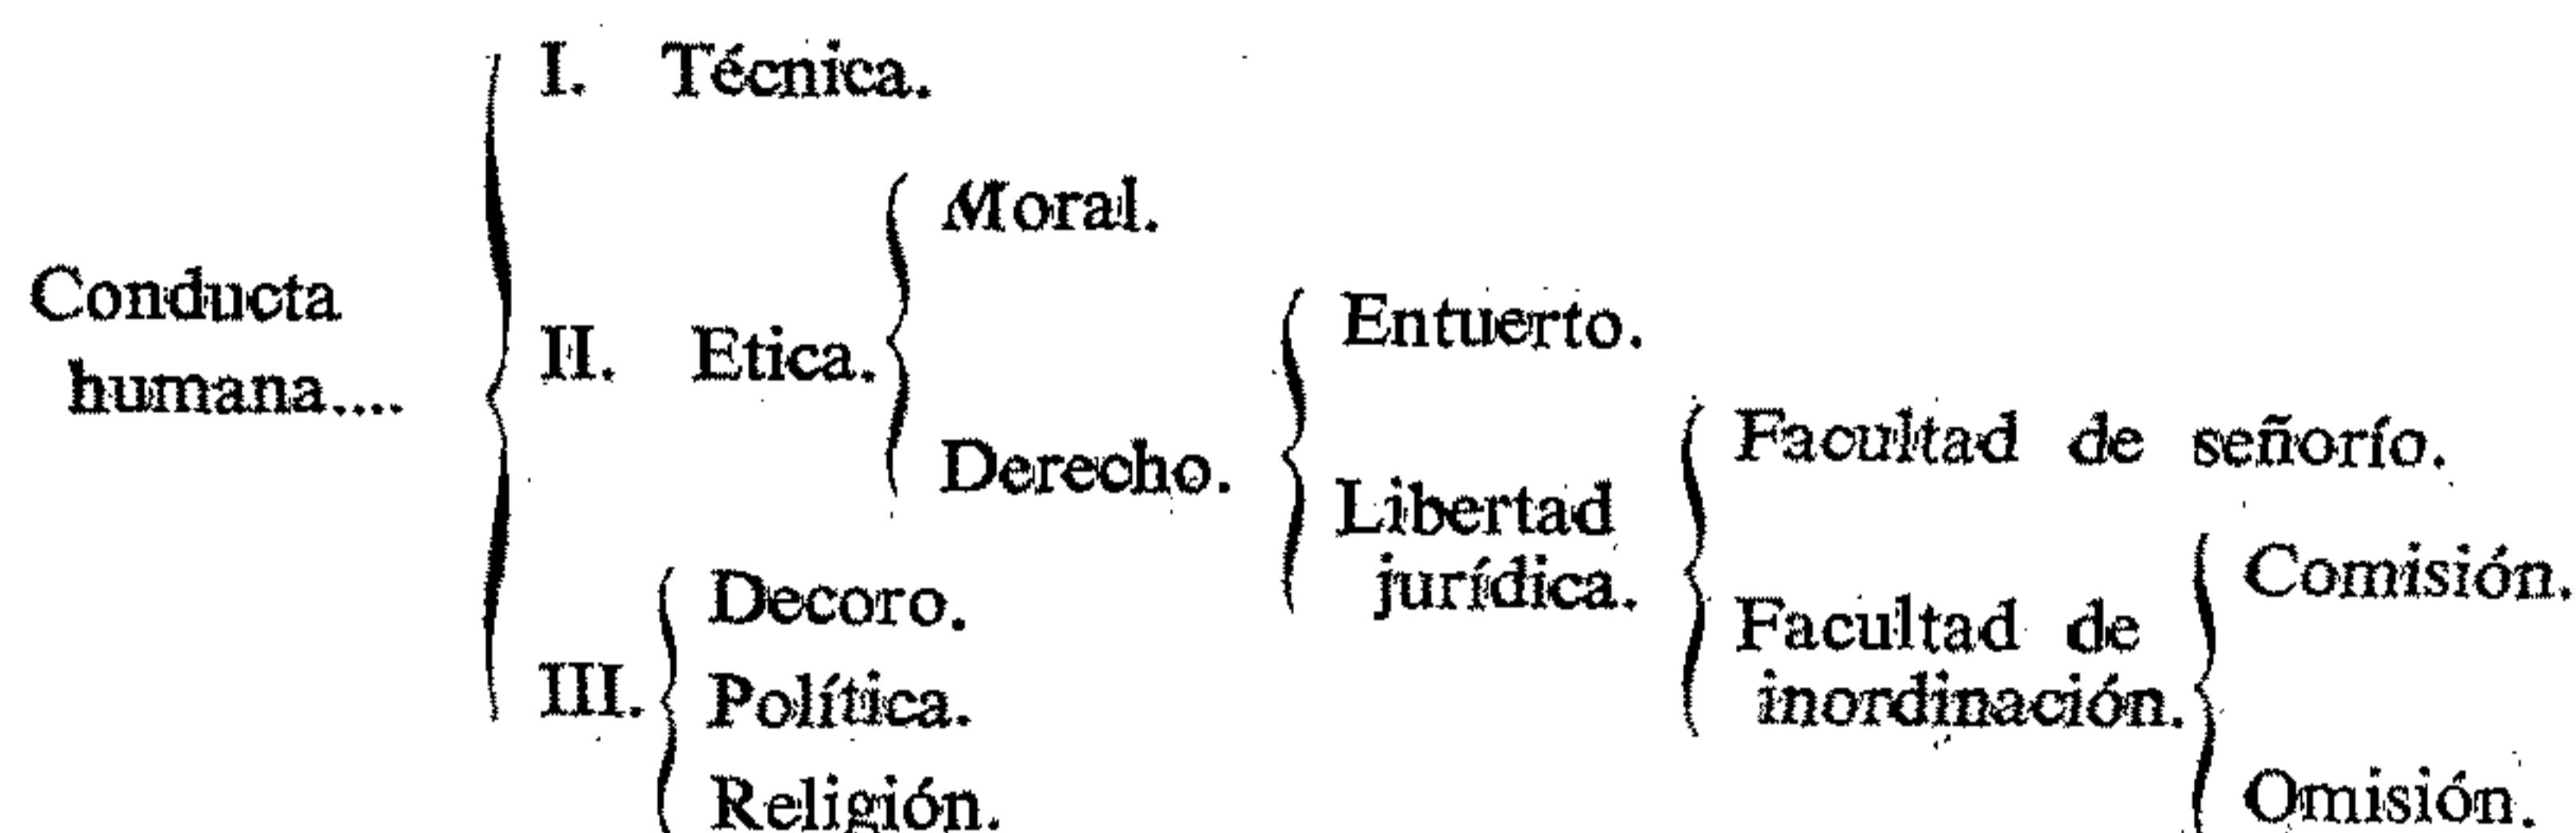 Conducta
humana....
I. Técnica.
II. Etica.
Moral.
Derecho.
Entuerto.
Libertad
jurídica.
Facultad de señorío.
Facultad de
inordinación.
Comisión.
Omisión.
III.
Decoro.
Política.
Religión.